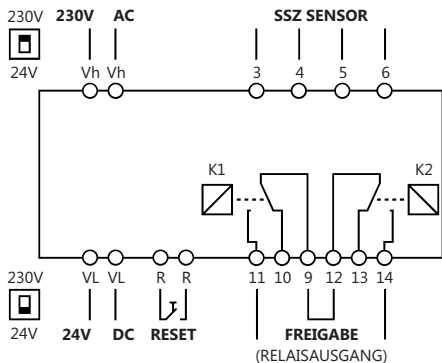 230V 230V AC SSZ SENSOR
24V Vh Vh 3 4 5 6
K1 K2
230V VL VL R R 11 10 9 12 13 14
24V 24V DC RESET FREIGABE
(RELAISAUSGANG)